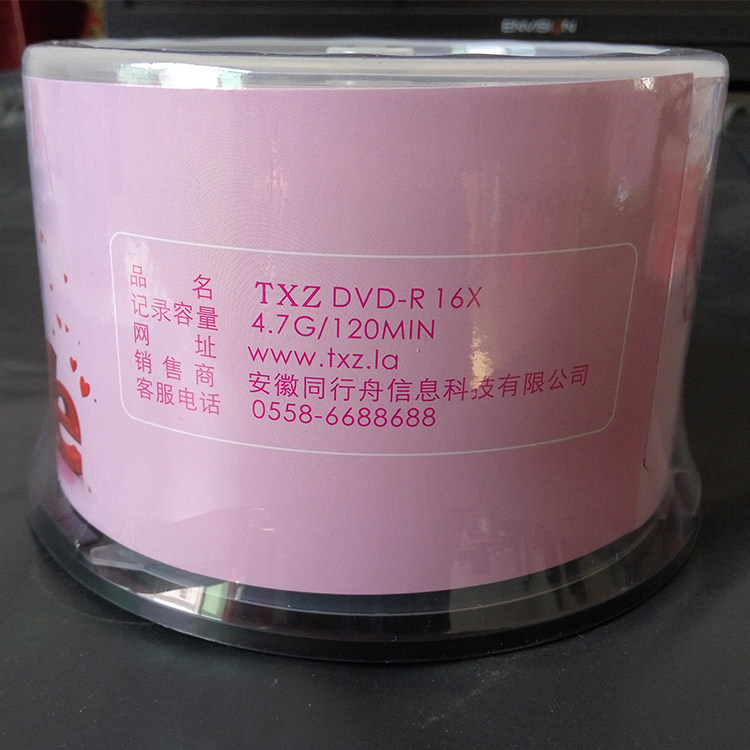 ENVISION
品 名 TXZ DVD-R 16X
记录容量 4.7G/120MIN
网 址 www.txz.la
销售商 安徽同行舟信息科技有限公司
客服电话 0558-6688688